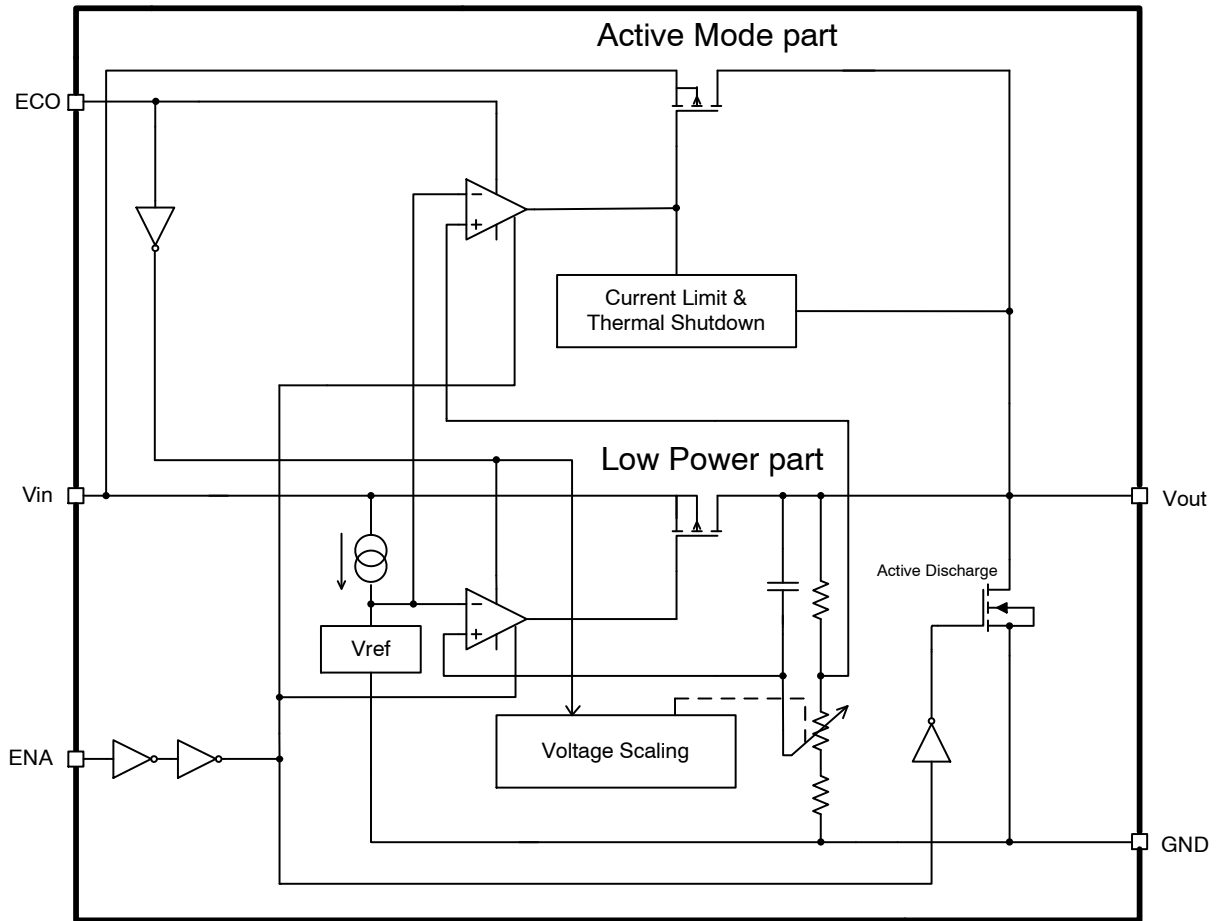 Active Mode part
ECO
−
+
Current Limit &
Thermal Shutdown
Low Power part
Vin
Vout
Active Discharge
−
+
Vref
Voltage Scaling
ENA
GND